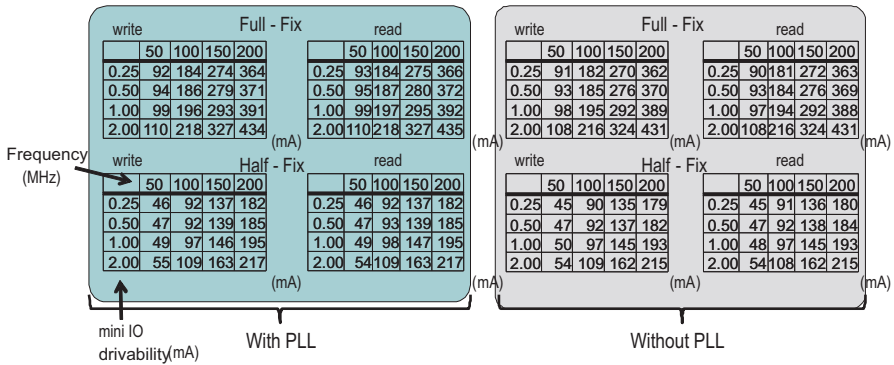 write Full - Fix read
50 100 150 200
0.25 92 184 274 364
0.50 94 186 279 371
1.00 99 196 293 391
2.00 110 218 327 434
50 100 150 200
0.25 93 184 275 366
0.50 95 187 280 372
1.00 99 197 295 392
2.00 110 218 327 435
(mA) (mA)
write Half - Fix read
50 100 150 200
0.25 46 92 137 182
0.50 47 92 139 185
1.00 49 97 146 195
2.00 55 109 163 217
50 100 150 200
0.25 46 92 137 182
0.50 47 93 139 185
1.00 49 98 147 195
2.00 54 109 163 217
(mA) (mA)
write Full - Fix read
50 100 150 200
0.25 91 182 270 362
0.50 93 185 276 370
1.00 98 195 292 389
2.00 108 216 324 431
50 100 150 200
0.25 90 181 272 363
0.50 93 184 276 369
1.00 97 194 292 388
2.00 108 216 324 431
(mA) (mA)
write Half - Fix read
50 100 150 200
0.25 45 90 135 179
0.50 47 92 137 182
1.00 50 97 145 193
2.00 54 109 162 215
50 100 150 200
0.25 45 91 136 180
0.50 47 92 138 184
1.00 48 97 145 193
2.00 54 108 162 215
(mA) (mA)
Frequency
(MHz)
mini IO
drivability(mA)
With PLL
Without PLL